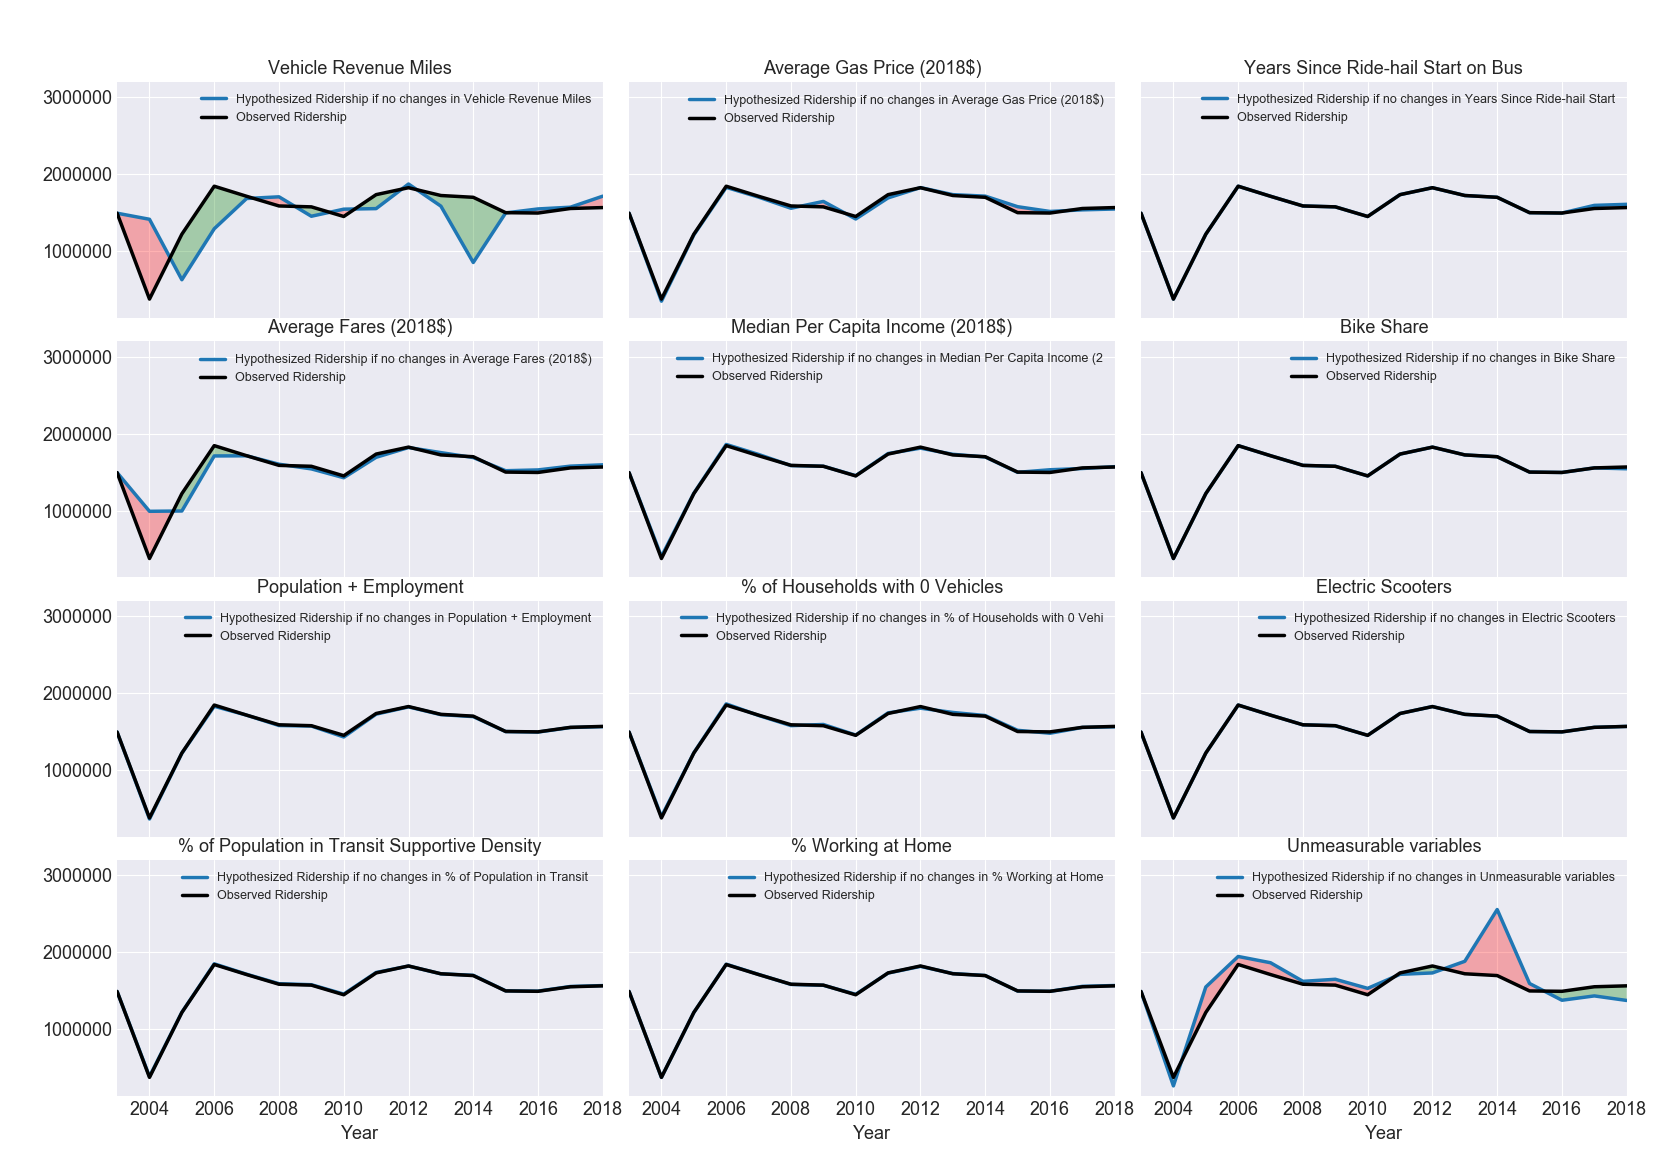 Vehicle Revenue Miles
3000000
2000000
1000000
Hypothesized Ridership if no changes in Vehicle Revenue Miles
Observed Ridership
Average Gas Price (2018$)
Hypothesized Ridership if no changes in Average Gas Price (2018$)
Observed Ridership
Years Since Ride-hail Start on Bus
Hypothesized Ridership if no changes in Years Since Ride-hail Start
Observed Ridership
Average Fares (2018$)
3000000
2000000
1000000
Hypothesized Ridership if no changes in Average Fares (2018$)
Observed Ridership
Median Per Capita Income (2018$)
Hypothesized Ridership if no changes in Median Per Capita Income (2
Observed Ridership
Bike Share
Hypothesized Ridership if no changes in Bike Share
Observed Ridership
Population + Employment
3000000
2000000
1000000
Hypothesized Ridership if no changes in Population + Employment
Observed Ridership
% of Households with 0 Vehicles
Hypothesized Ridership if no changes in % of Households with 0 Vehi
Observed Ridership
Electric Scooters
Hypothesized Ridership if no changes in Electric Scooters
Observed Ridership
% of Population in Transit Supportive Density
3000000
2000000
1000000
Hypothesized Ridership if no changes in % of Population in Transit
Observed Ridership
2004 2006 2008 2010 2012 2014 2016 2018
Year
% Working at Home
Hypothesized Ridership if no changes in % Working at Home
Observed Ridership
2004 2006 2008 2010 2012 2014 2016 2018
Year
Unmeasurable variables
Hypothesized Ridership if no changes in Unmeasurable variables
Observed Ridership
2004 2006 2008 2010 2012 2014 2016 2018
Year